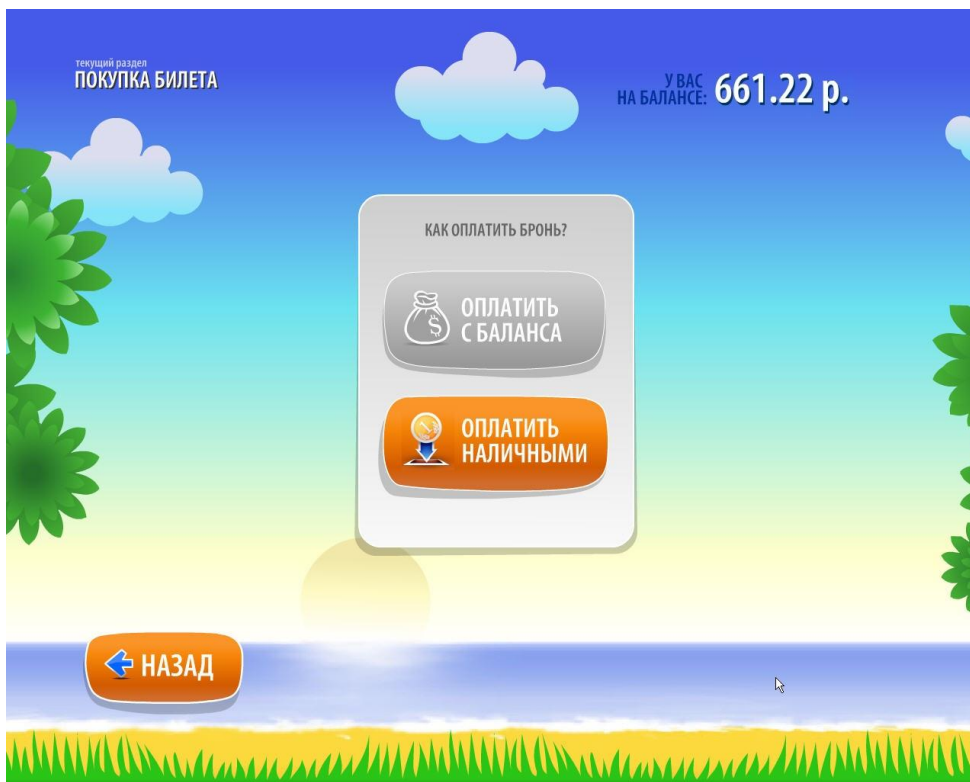 текущий раздел
ПОКУПКА БИЛЕТА
У ВАС
НА БАЛАНСЕ: 661.22 р.
КАК ОПЛАТИТЬ БРОНЬ?
ОПЛАТИТЬ
С БАЛАНСА
ОПЛАТИТЬ
НАЛИЧНЫМИ
НАЗАД